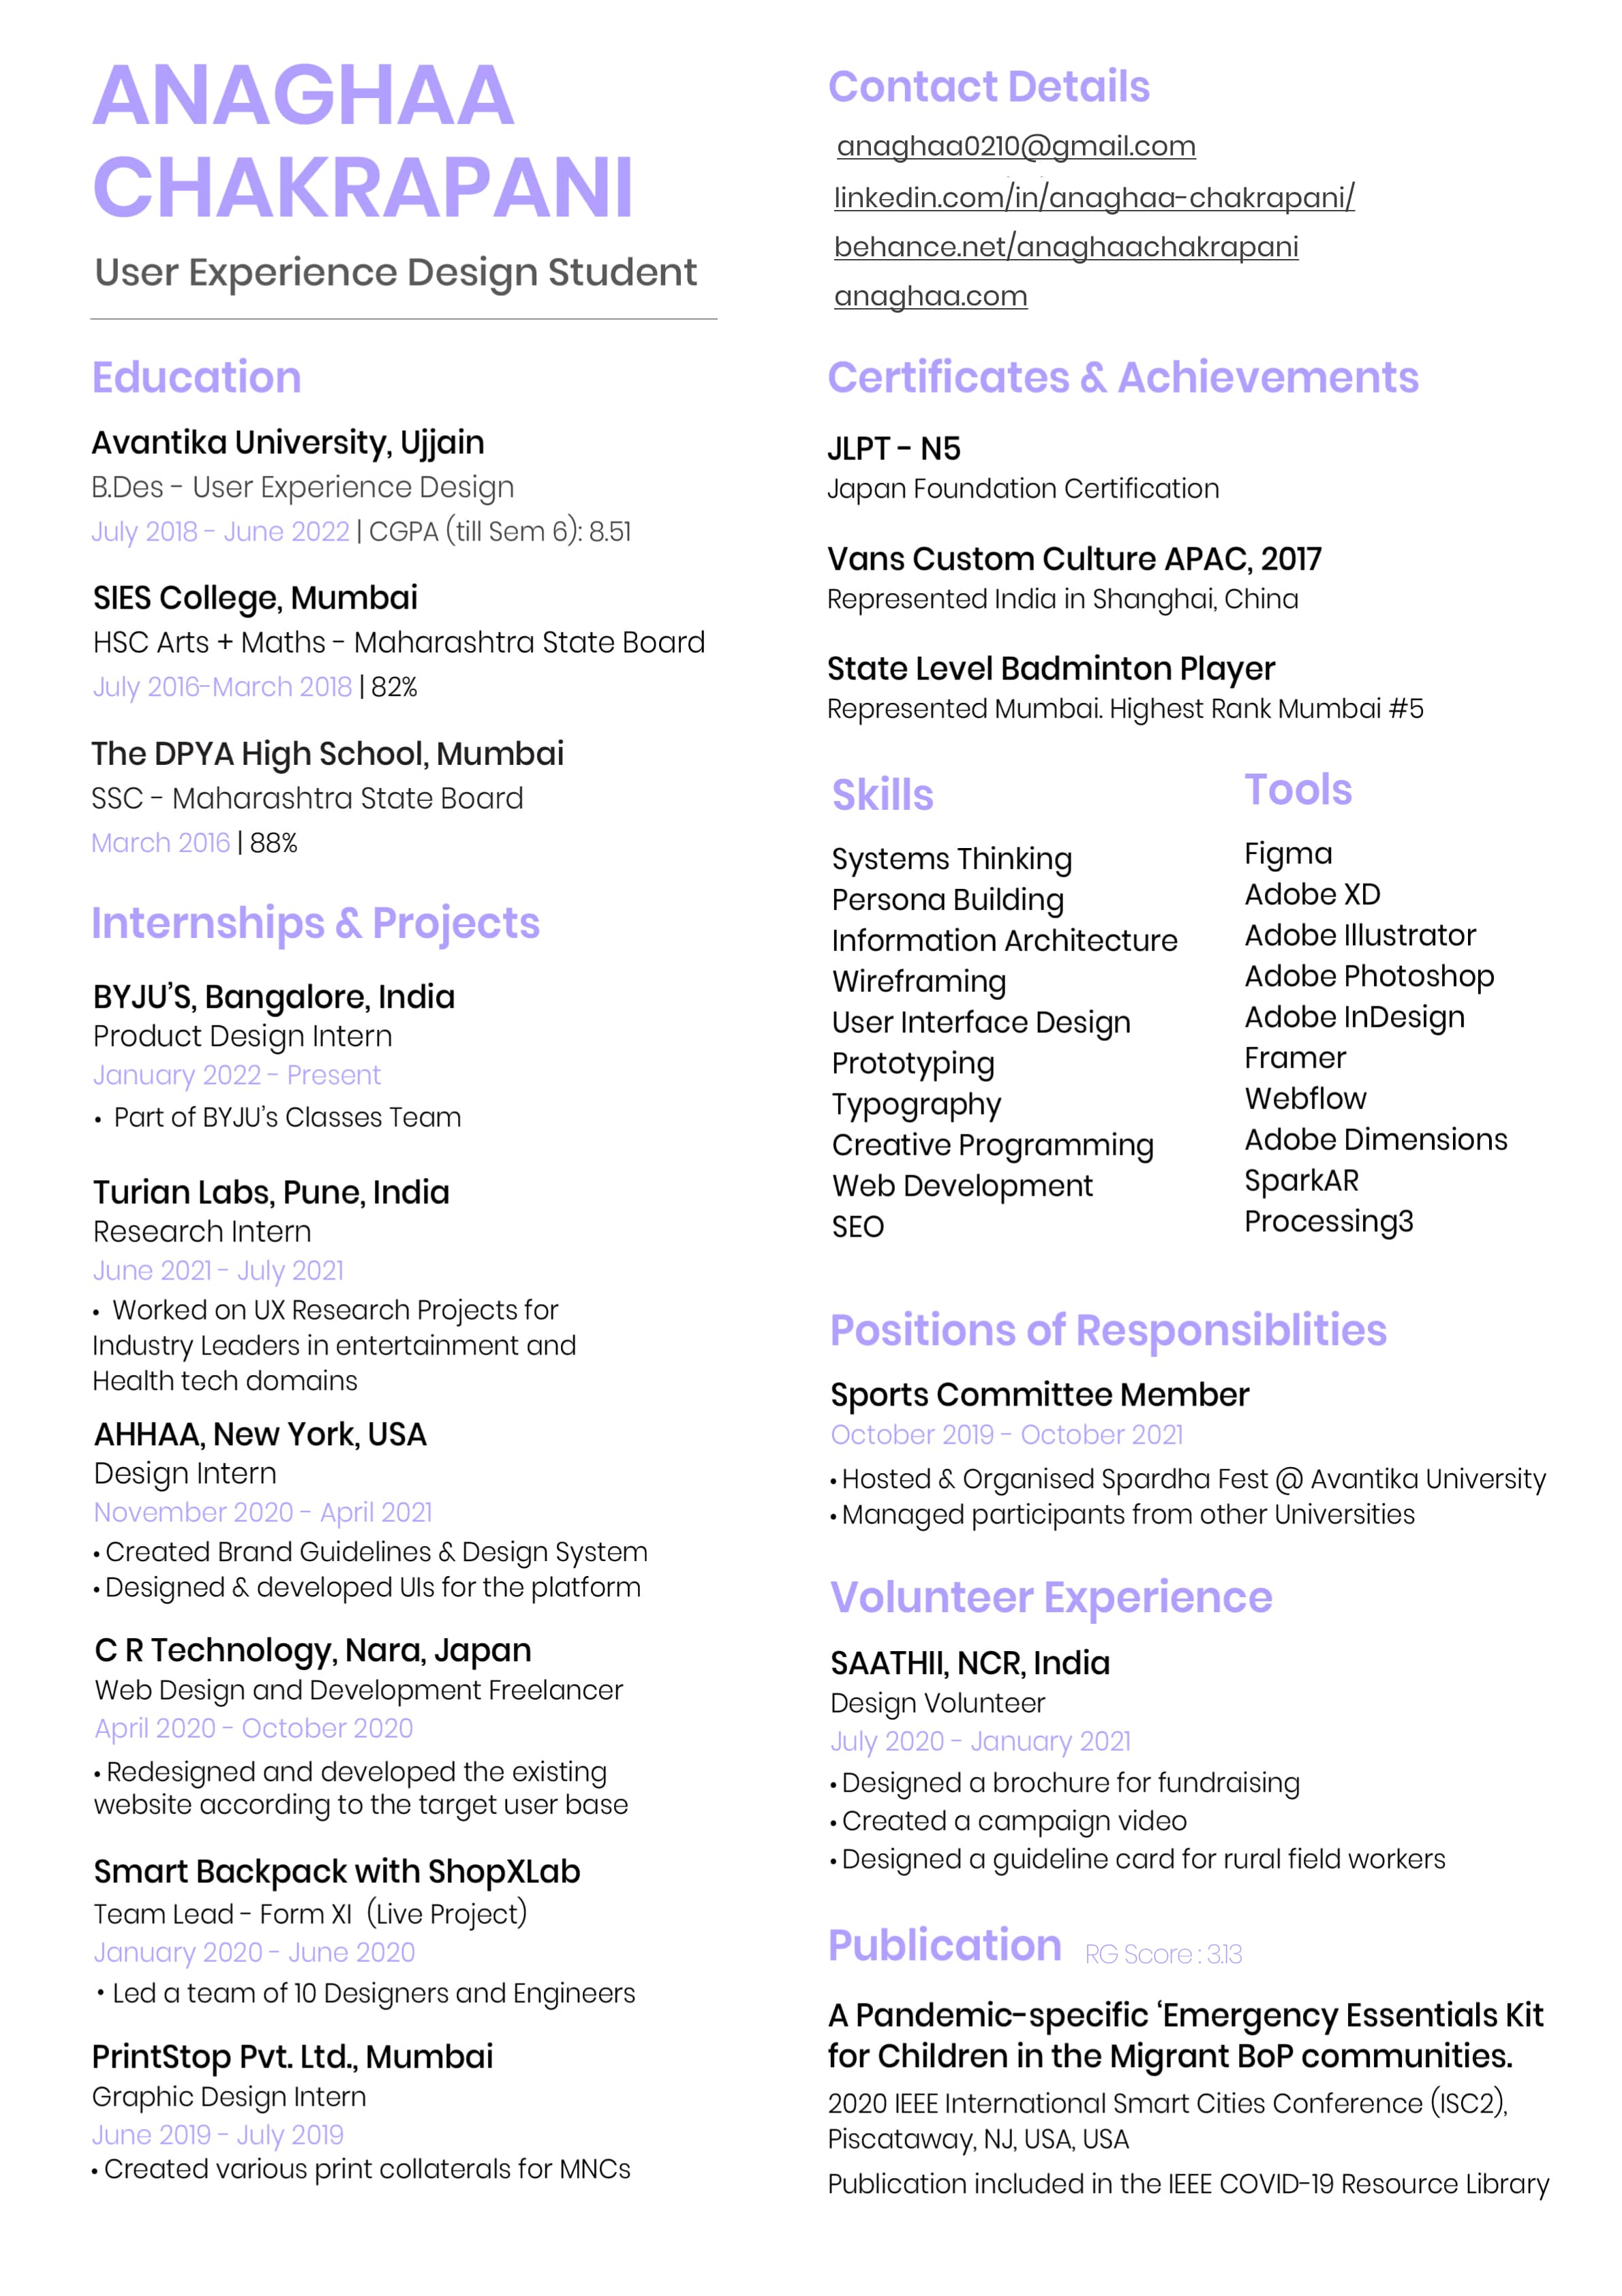 ANAGHAA
CHAKRAPANI
User Experience Design Student
Education
Avantika University, Ujjain
B.Des - User Experience Design
July 2018 - June 2022 | CGPA (till Sem 6): 8.51
SIES College, Mumbai
HSC Arts + Maths - Maharashtra State Board
July 2016-March 2018 | 82%
The DPYA High School, Mumbai
SSC - Maharashtra State Board
March 2016 | 88%
Internships & Projects
BYJU'S, Bangalore, India
Product Design Intern
January 2022 - Present
• Part of BYJU's Classes Team
Turian Labs, Pune, India
Research Intern
June 2021 - July 2021
• Worked on UX Research Projects for
Industry Leaders in entertainment and
Health tech domains
AHHAA, New York, USA
Design Intern
November 2020 - April 2021
• Created Brand Guidelines & Design System
• Designed & developed UIs for the platform
C R Technology, Nara, Japan
Web Design and Development Freelancer
April 2020 - October 2020
• Redesigned and developed the existing
website according to the target user base
Smart Backpack with ShopXLab
Team Lead - Form XI (Live Project)
January 2020 - June 2020
• Led a team of 10 Designers and Engineers
PrintStop Pvt. Ltd., Mumbai
Graphic Design Intern
June 2019 - July 2019
• Created various print collaterals for MNCs
Contact Details
anaghaa0210@gmail.com
linkedin.com/in/anaghaa-chakrapani/
behance.net/anaghaachakrapani
anaghaa.com
Certificates & Achievements
JLPT - N5
Japan Foundation Certification
Vans Custom Culture APAC, 2017
Represented India in Shanghai, China
State Level Badminton Player
Represented Mumbai. Highest Rank Mumbai #5
Skills
Systems Thinking
Persona Building
Information Architecture
Wireframing
User Interface Design
Prototyping
Typography
Creative Programming
Web Development
SEO
Tools
Figma
Adobe XD
Adobe Illustrator
Adobe Photoshop
Adobe InDesign
Framer
Webflow
Adobe Dimensions
SparkAR
Processing3
Positions of Responsiblities
Sports Committee Member
October 2019 - October 2021
• Hosted & Organised Spardha Fest @ Avantika University
• Managed participants from other Universities
Volunteer Experience
SAATHII, NCR, India
Design Volunteer
July 2020 - January 2021
• Designed a brochure for fundraising
• Created a campaign video
• Designed a guideline card for rural field workers
Publication RG Score : 3.13
A Pandemic-specific ‘Emergency Essentials Kit
for Children in the Migrant BoP communities.
2020 IEEE International Smart Cities Conference (ISC2),
Piscataway, NJ, USA, USA
Publication included in the IEEE COVID-19 Resource Library